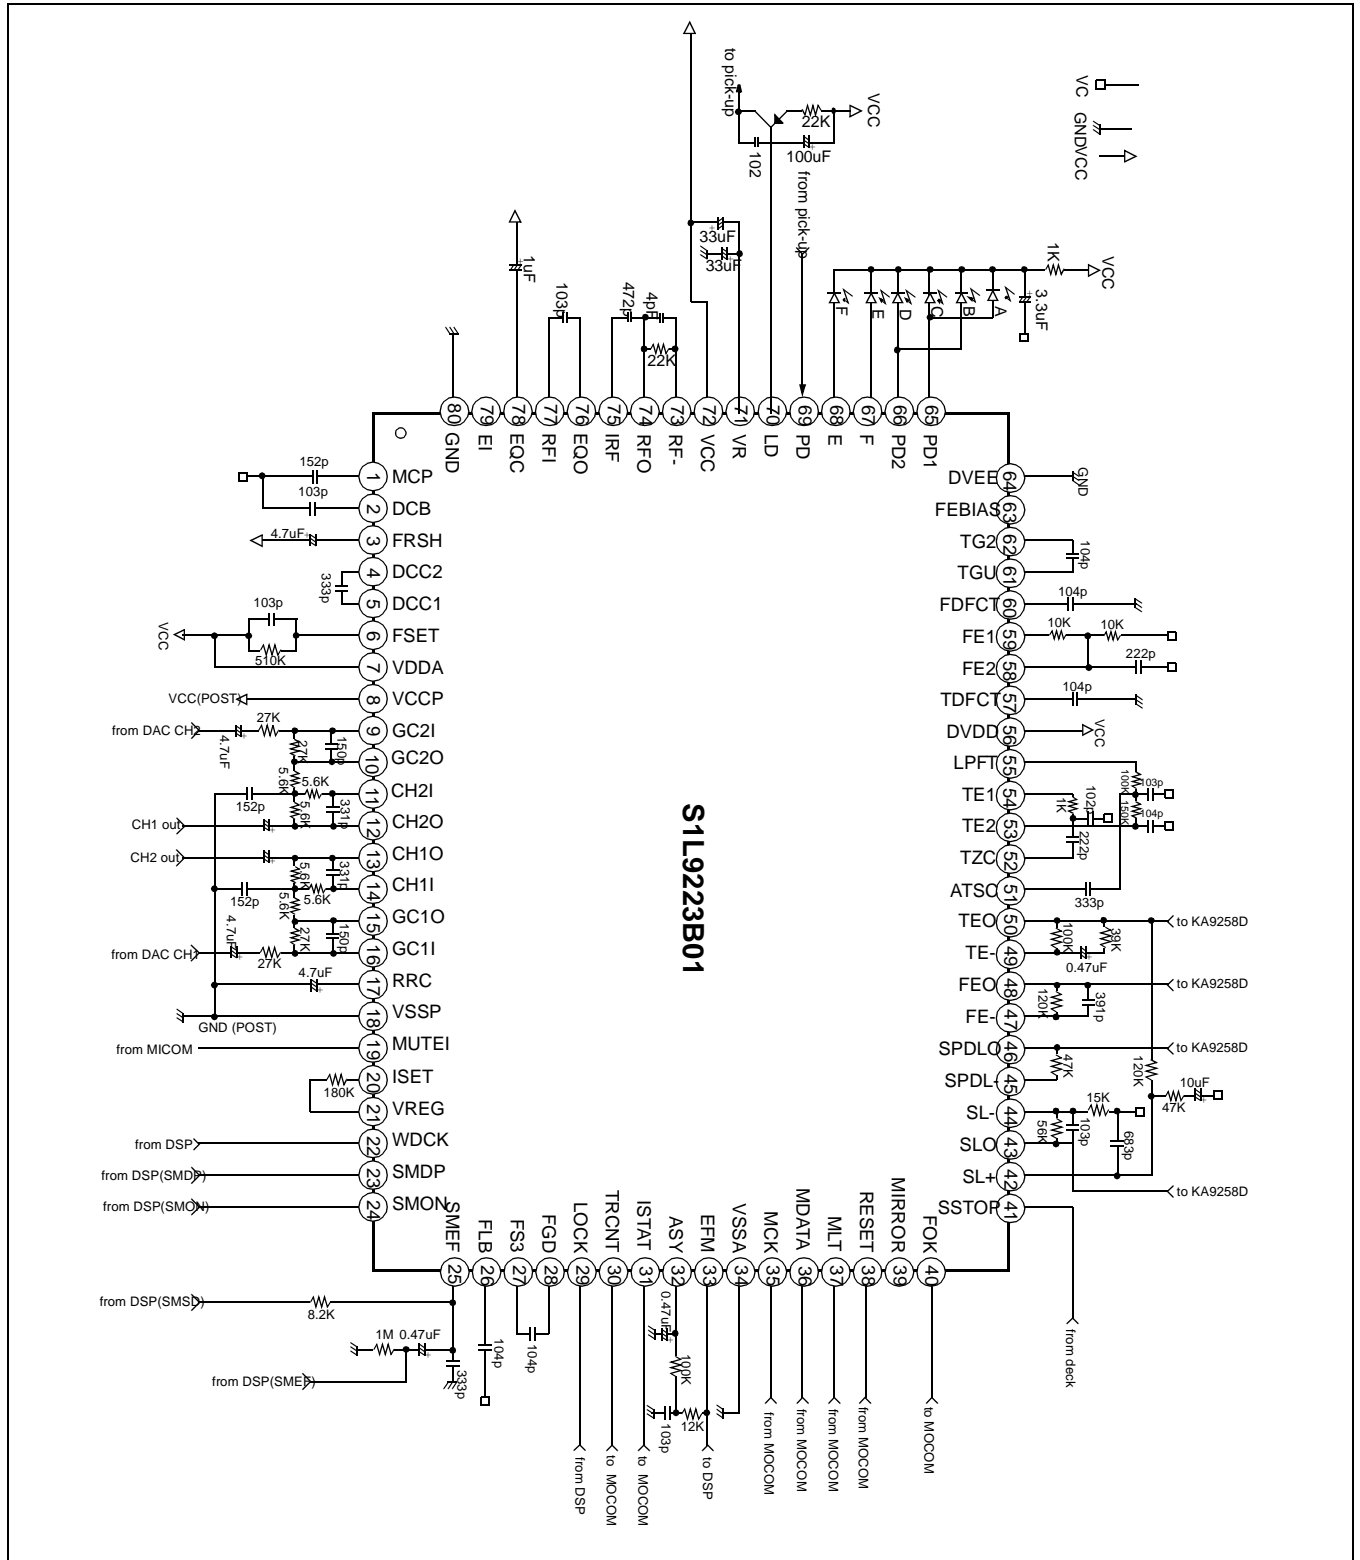 to pick-up
VCC
22K
102
100uF
from pick-up
VC
GND
VCC
33uF
33uF
1uF
103p
472p
4pF
22K
1K
VCC
3.3uF
F
E
D
C
B
A
80
79
78
77
76
75
74
73
72
71
70
69
68
67
66
65
GND
EI
EQC
RFI
EQO
IRF
RFO
RF-
VCC
VR
LD
PD
E
F
PD2
PD1
152p
1 MCP
103p
2 DCB
4.7uF
3 FRSH
4 DCC2
333p
5 DCC1
103p
VCC
6 FSET
510K
7 VDDA
VCC(POST)
8 VCCP
27K
from DAC CH2
9 GC2I
4.7uF
27K
150p
10 GC2O
5.6K
5.6K
11 CH2I
152p
5.6K
331p
CH1 out
12 CH2O
CH2 out
13 CH1O
5.6K
331p
14 CH1I
152p
5.6K
5.6K
15 GC1O
4.7uF
27K
150p
from DAC CH1
16 GC1I
27K
4.7uF
17 RRC
18 VSSP
GND (POST)
from MICOM
19 MUTEI
20 ISET
180K
21 VREG
from DSP
22 WDCK
from DSP(SMDP)
23 SMDP
from DSP(SMON)
24 SMON
S1L9223B01
DVEE 64
GND
FEBIAS 63
TG2 62
104p
TGU 61
104p
FDFCT 60
10K
10K
FE1 59
222p
FE2 58
104p
TDFCT 57
DVDD 56
VCC
LPFT 55
100K
103p
TE1 54
1K
102p
150K
104p
TE2 53
222p
TZC 52
ATSC 51
333p
TEO 50
to KA9258D
100K
39K
TE- 49
0.47uF
FEO 48
to KA9258D
120K
391p
FE- 47
SPDLO 46
to KA9258D
47K
120K
SPDL- 45
10uF
47K
15K
SL- 44
56K
103p
683p
SLO 43
SL+ 42
to KA9258D
SSTOP 41
SMEF
FLB
FS3
FGD
LOCK
TRCNT
ISTAT
ASY
EFM
VSSA
MCK
MDATA
MLT
RESET
MIRROR
FOK
25
26
27
28
29
30
31
32
33
34
35
36
37
38
39
40
from DSP(SMSD)
8.2K
1M
0.47uF
from DSP(SMEF)
333p
104p
104p
0.47uF
100K
103p
12K
from DSP
to MOCOM
to MOCOM
to DSP
from MOCOM
from MOCOM
from MOCOM
from MOCOM
to MOCOM
from deck